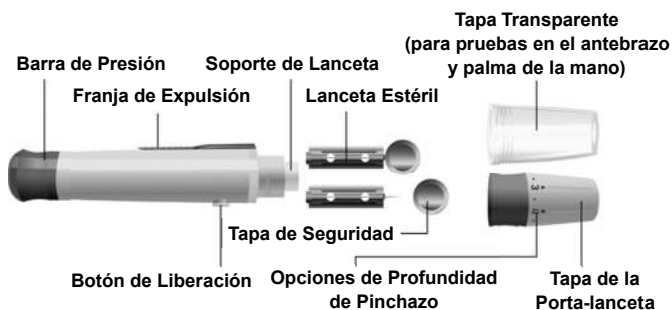 Tapa Transparente
(para pruebas en el antebrazo
y palma de la mano)
Barra de Presión
Soporte de Lanceta
Franja de Expulsión
Lanceta Estéril
3
4
Tapa de Seguridad
Botón de Liberación
Opciones de Profundidad
de Pinchazo
Tapa de la
Porta-lanceta